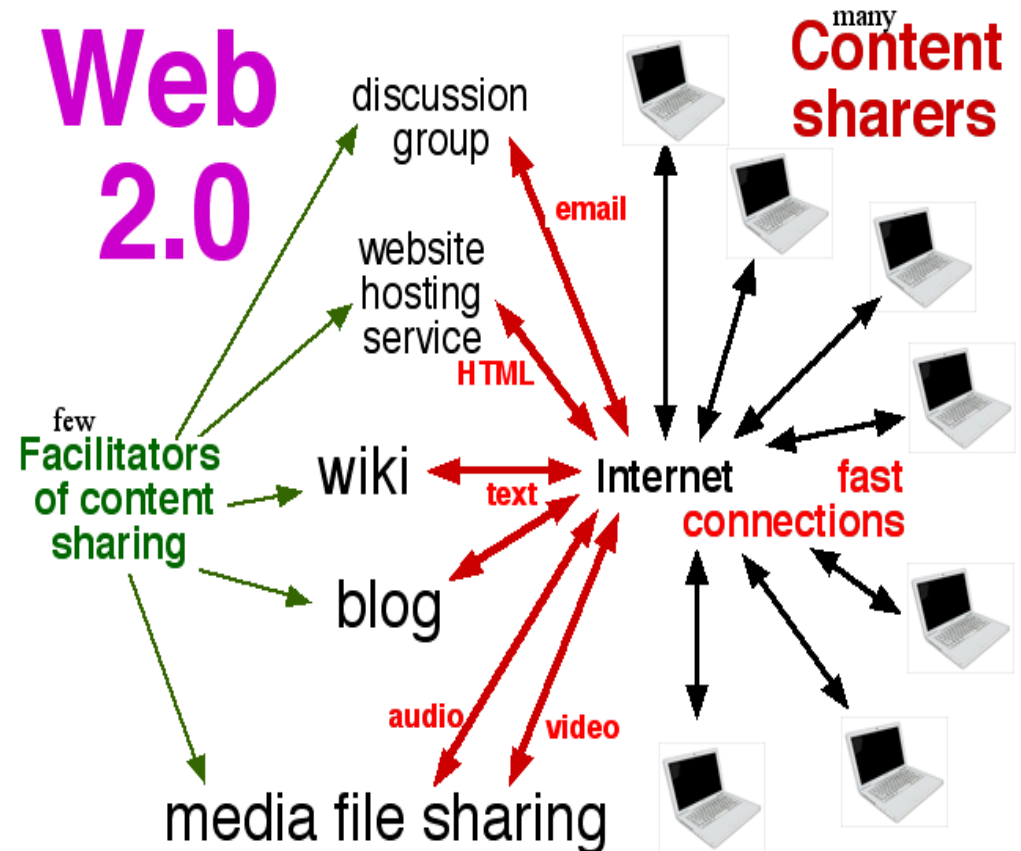 Web
2.0
discussion
group
email
website
hosting
service
HTML
few
Facilitators
of content
sharing
wiki
text
blog
audio
video
media file sharing
Internet
fast
connections
many
Content
sharers